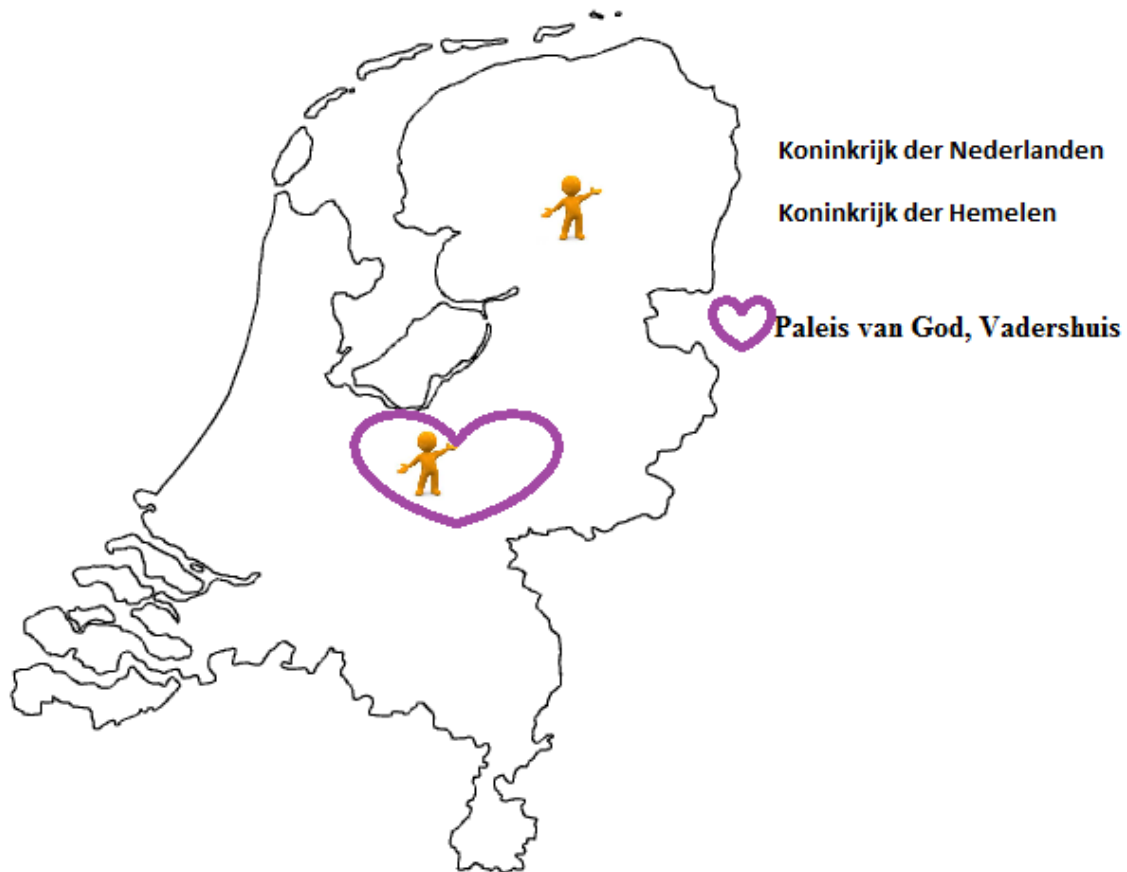 Koninkrijk der Nederlanden
Koninkrijk der Hemelen
Paleis van God, Vadershuis